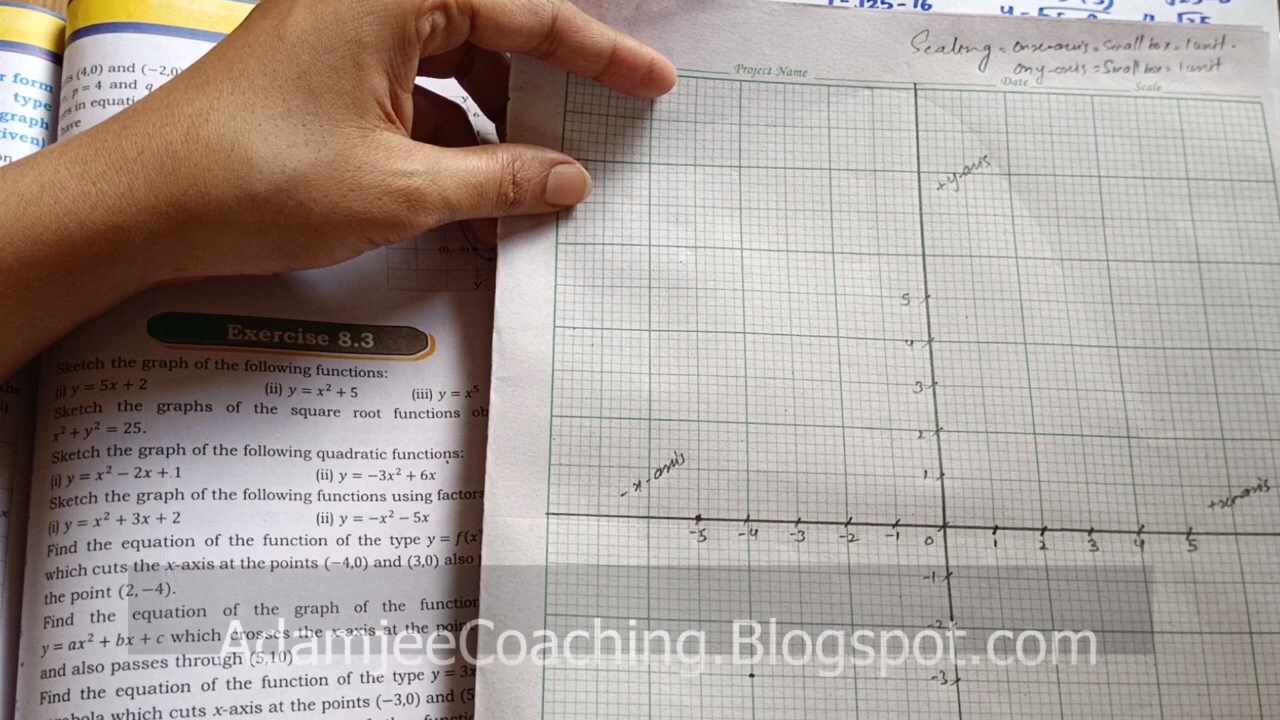 r form
type
graph
iven)
(4,0) and (−2,0)
p = 4 and q
es in equati
have
Exercise 8.3
Sketch the graph of the following functions:
(i) y = 5x + 2 (ii) y = x² + 5 (iii) y = x⁵
Sketch the graphs of the square root functions ob
x² + y² = 25.
Sketch the graph of the following quadratic functions:
(i) y = x² − 2x + 1 (ii) y = −3x² + 6x
Sketch the graph of the following functions using factors
(i) y = x² + 3x + 2 (ii) y = −x² − 5x
Find the equation of the function of the type y = f(x)
which cuts the x-axis at the points (−4,0) and (3,0) also
the point (2, −4).
Find the equation of the graph of the function
y = ax² + bx + c which crosses the x-axis at the poin
and also passes through (5,10)
Find the equation of the function of the type y = 3x
which cuts x-axis at the points (−3,0) and (5
Scaling = on x-axis = Small box = 1 unit.
on y-axis = Small box = 1 unit
Project Name Date Scale
+y-axis
5
4
3
2
1
-x-axis
+x-axis
-5 -4 -3 -2 -1 0 1 2 3 4 5
-1
-2
-3
AdamjeeCoaching.Blogspot.com